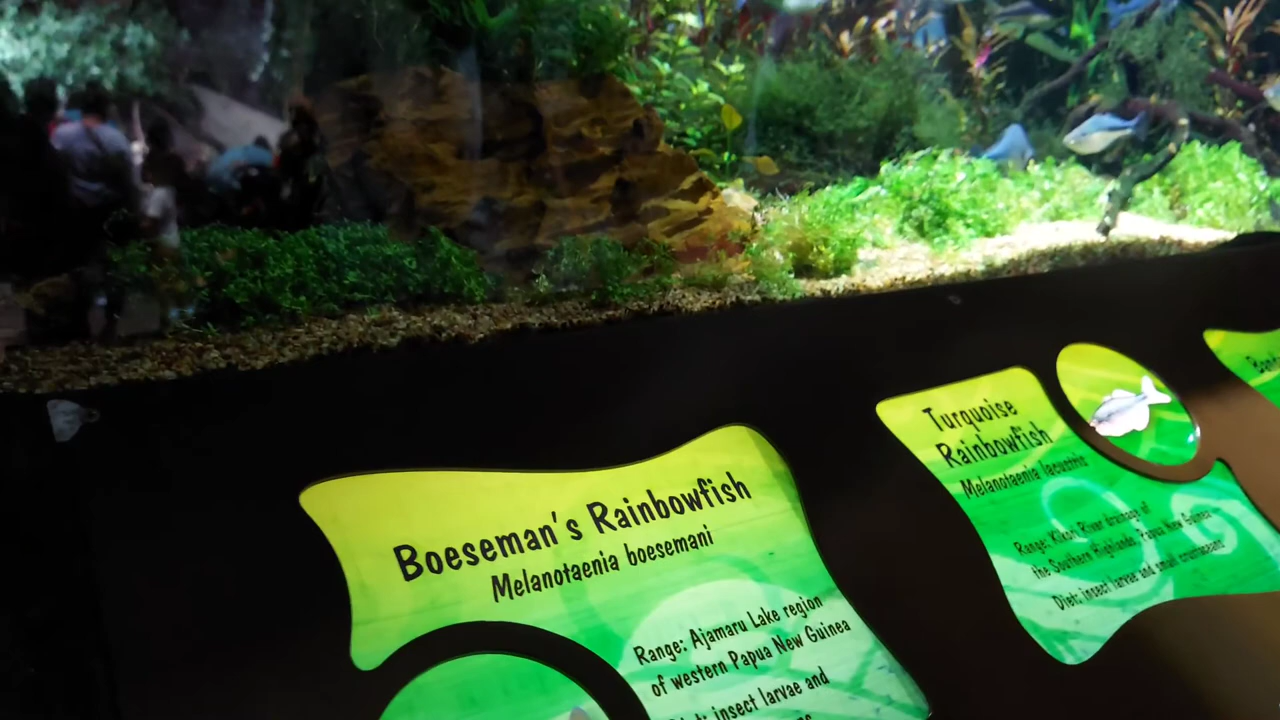 Boeseman's Rainbowfish
Melanotaenia boesemani
Range: Ajamaru Lake region
of western Papua New Guinea
insect larvae and
Turquoise
Rainbowfish
Melanotaenia lacustris
Range: Kikori River drainage of
the Southern Highlands, Papua New Guinea
Diet: insect larvae and small crustaceans